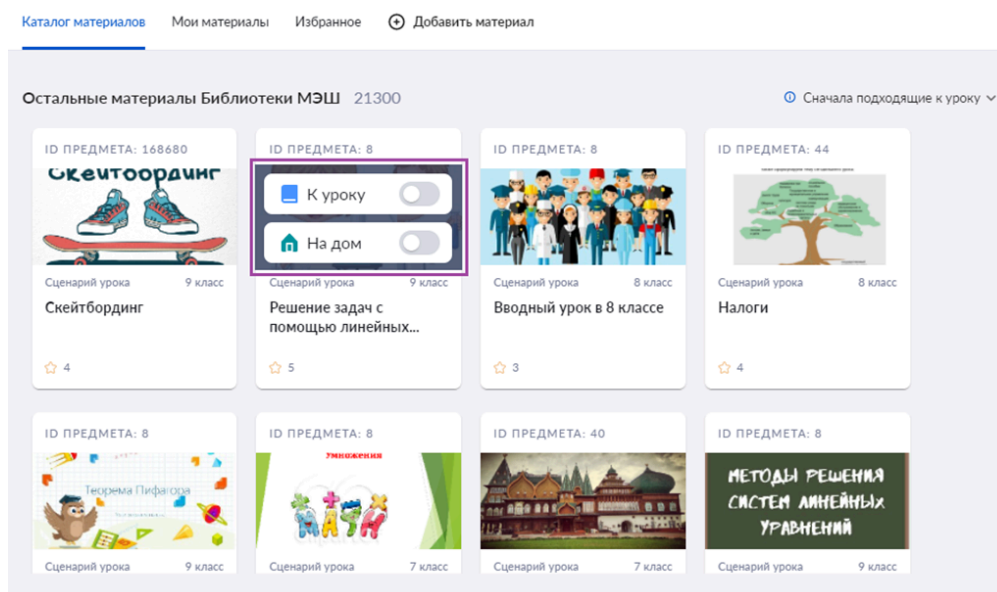 Каталог материалов Мои материалы Избранное Добавить материал
Остальные материалы Библиотеки МЭШ 21300 Сначала подходящие к уроку
ID ПРЕДМЕТА: 168680
Скейтбординг
Сценарий урока 9 класс
Скейтбординг
4
ID ПРЕДМЕТА: 8
К уроку
На дом
Сценарий урока 9 класс
Решение задач с
помощью линейных...
5
ID ПРЕДМЕТА: 8
Сценарий урока 8 класс
Вводный урок в 8 классе
3
ID ПРЕДМЕТА: 44
Сценарий урока 8 класс
Налоги
4
ID ПРЕДМЕТА: 8
Теорема Пифагора
Сценарий урока 9 класс
ID ПРЕДМЕТА: 8
Умножения
МАТИ
Сценарий урока 7 класс
ID ПРЕДМЕТА: 40
Сценарий урока 7 класс
ID ПРЕДМЕТА: 8
МЕТОДЫ РЕШЕНИЯ
СИСТЕМ ЛИНЕЙНЫХ
УРАВНЕНИЙ
Сценарий урока 9 класс